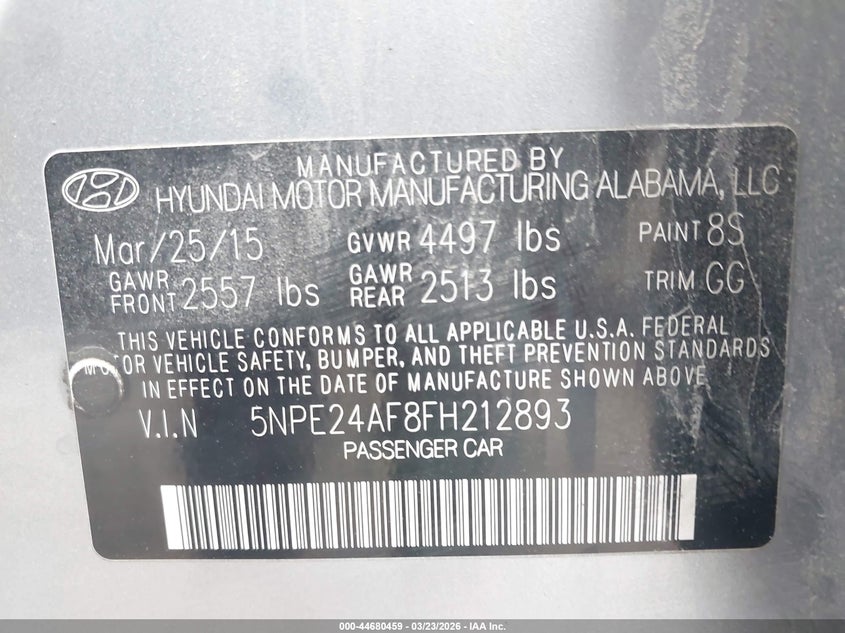 MANUFACTURED BY
HYUNDAI MOTOR MANUFACTURING ALABAMA, LLC
Mar/25/15 GVWR 4497 lbs PAINT 8S
GAWR FRONT 2557 lbs GAWR REAR 2513 lbs TRIM GG
THIS VEHICLE CONFORMS TO ALL APPLICABLE U.S.A. FEDERAL
MOTOR VEHICLE SAFETY, BUMPER, AND THEFT PREVENTION STANDARDS
IN EFFECT ON THE DATE OF MANUFACTURE SHOWN ABOVE
V.I.N 5NPE24AF8FH212893
PASSENGER CAR
000-44680459 - 03/23/2026 - IAA Inc.